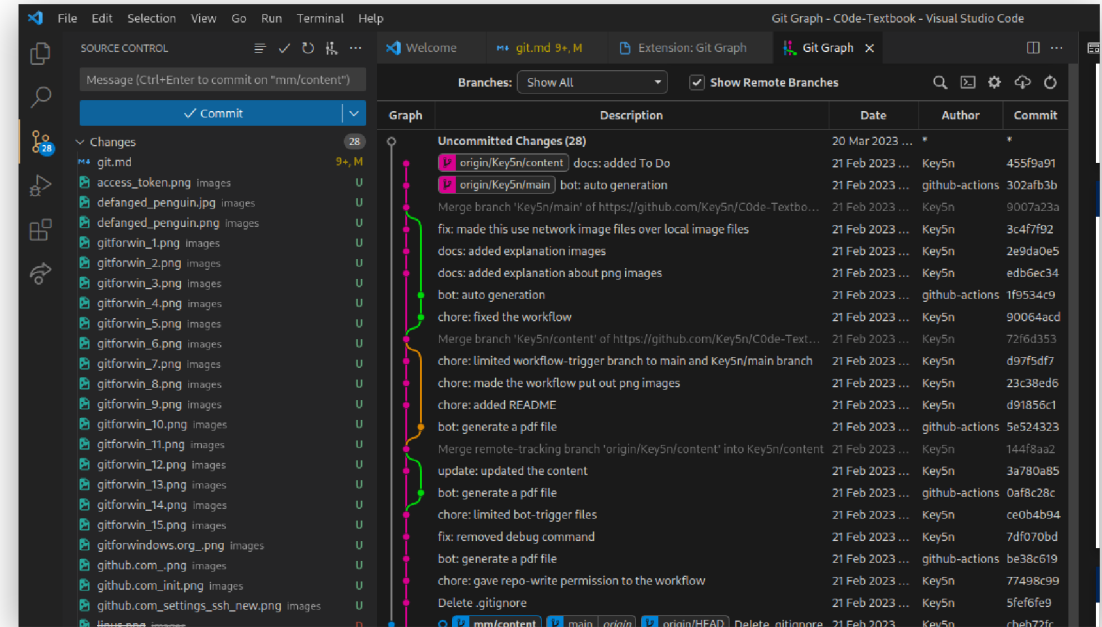 File Edit Selection View Go Run Terminal Help
Git Graph - C0de-Textbook - Visual Studio Code
SOURCE CONTROL
Welcome
git.md 9+, M
Extension: Git Graph
Git Graph
Message (Ctrl+Enter to commit on "mm/content")
Commit
Changes 28
28
git.md 9+, M
access_token.png images U
defanged_penguin.jpg images U
defanged_penguin.png images U
gitforwin_1.png images U
gitforwin_2.png images U
gitforwin_3.png images U
gitforwin_4.png images U
gitforwin_5.png images U
gitforwin_6.png images U
gitforwin_7.png images U
gitforwin_8.png images U
gitforwin_9.png images U
gitforwin_10.png images U
gitforwin_11.png images U
gitforwin_12.png images U
gitforwin_13.png images U
gitforwin_14.png images U
gitforwin_15.png images U
gitforwindows.org_.png images U
github.com_.png images U
github.com_init.png images U
github.com_settings_ssh_new.png images U
linus.png images D
Branches: Show All Show Remote Branches
Graph Description Date Author Commit
Uncommitted Changes (28) 20 Mar 2023 ... * *
origin/Key5n/content docs: added To Do 21 Feb 2023 ... Key5n 455f9a91
origin/Key5n/main bot: auto generation 21 Feb 2023 ... github-actions 302afb3b
Merge branch 'Key5n/main' of https://github.com/Key5n/C0de-Textbo... 21 Feb 2023 ... Key5n 9007a23a
fix: made this use network image files over local image files 21 Feb 2023 ... Key5n 3c4f7f92
docs: added explanation images 21 Feb 2023 ... Key5n 2e9da0e5
docs: added explanation about png images 21 Feb 2023 ... Key5n edb6ec34
bot: auto generation 21 Feb 2023 ... github-actions 1f9534c9
chore: fixed the workflow 21 Feb 2023 ... Key5n 90064acd
Merge branch 'Key5n/content' of https://github.com/Key5n/C0de-Text... 21 Feb 2023 ... Key5n 72f6d353
chore: limited workflow-trigger branch to main and Key5n/main branch 21 Feb 2023 ... Key5n d97f5df7
chore: made the workflow put out png images 21 Feb 2023 ... Key5n 23c38ed6
chore: added README 21 Feb 2023 ... Key5n d91856c1
bot: generate a pdf file 21 Feb 2023 ... github-actions 5e524323
Merge remote-tracking branch 'origin/Key5n/content' into Key5n/content 21 Feb 2023 ... Key5n 144f8aa2
update: updated the content 21 Feb 2023 ... Key5n 3a780a85
bot: generate a pdf file 21 Feb 2023 ... github-actions 0af8c28c
chore: limited bot-trigger files 21 Feb 2023 ... Key5n ce0b4b94
fix: removed debug command 21 Feb 2023 ... Key5n 7df070bd
bot: generate a pdf file 21 Feb 2023 ... github-actions be38c619
chore: gave repo-write permission to the workflow 21 Feb 2023 ... Key5n 77498c99
Delete .gitignore 21 Feb 2023 ... Key5n 5fef6fe9
mm/content main origin origin/HEAD Delete .gitignore 21 Feb 2023 ... Key5n cbeb72fc